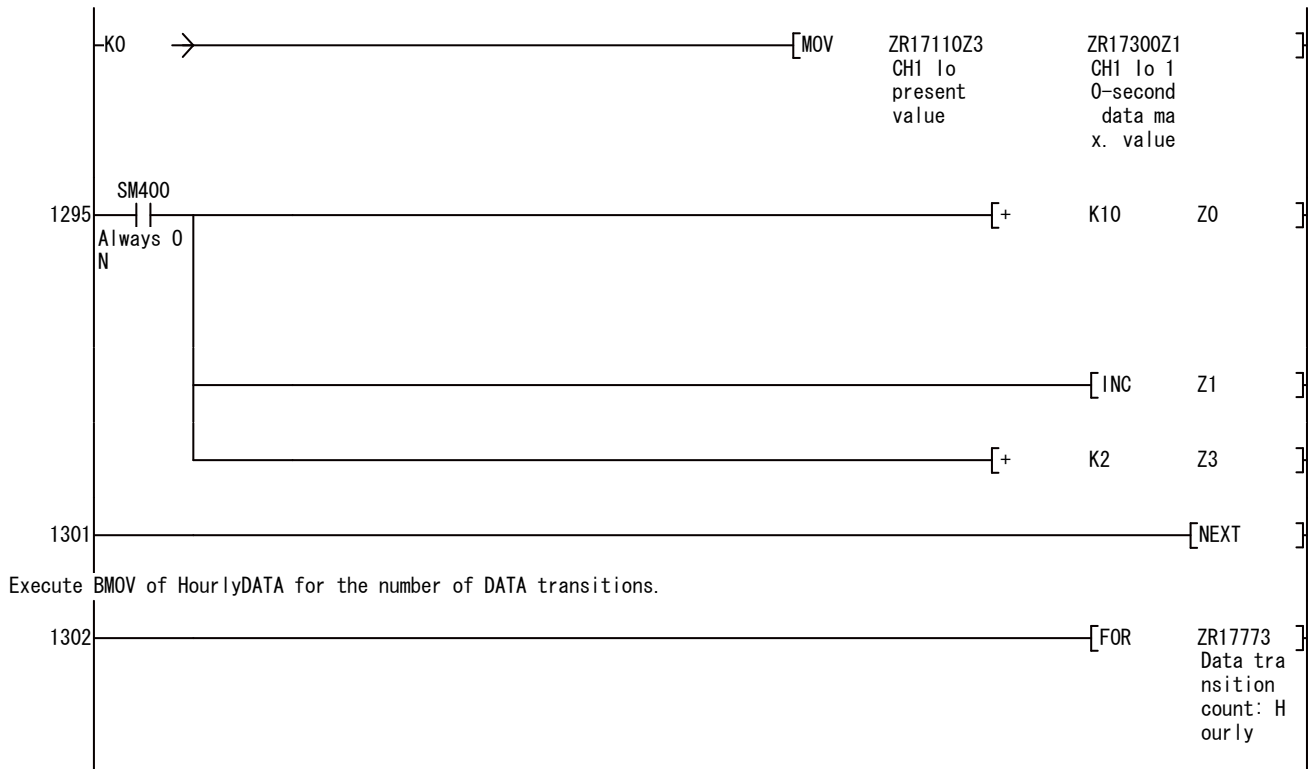 K0 MOV ZR17110Z3 ZR17300Z1
CH1 Io CH1 Io 1
present 0-second
value data ma
x. value
SM400
1295 + K10 Z0
Always O
N
INC Z1
+ K2 Z3
1301 NEXT
Execute BMOV of HourlyDATA for the number of DATA transitions.
1302 FOR ZR17773
Data tra
nsition
count: H
ourly